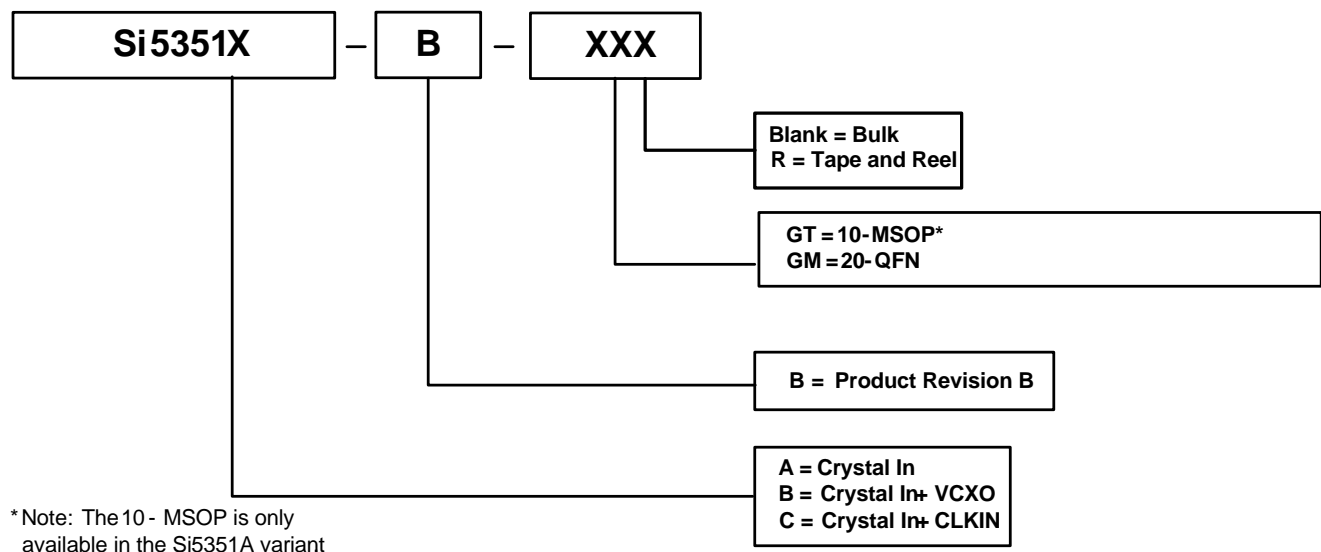 Si5351X – B – XXX
Blank = Bulk
R = Tape and Reel
GT = 10-MSOP*
GM = 20-QFN
B = Product Revision B
A = Crystal In
B = Crystal In+ VCXO
C = Crystal In+ CLKIN
*Note: The 10 - MSOP is only
available in the Si5351A variant